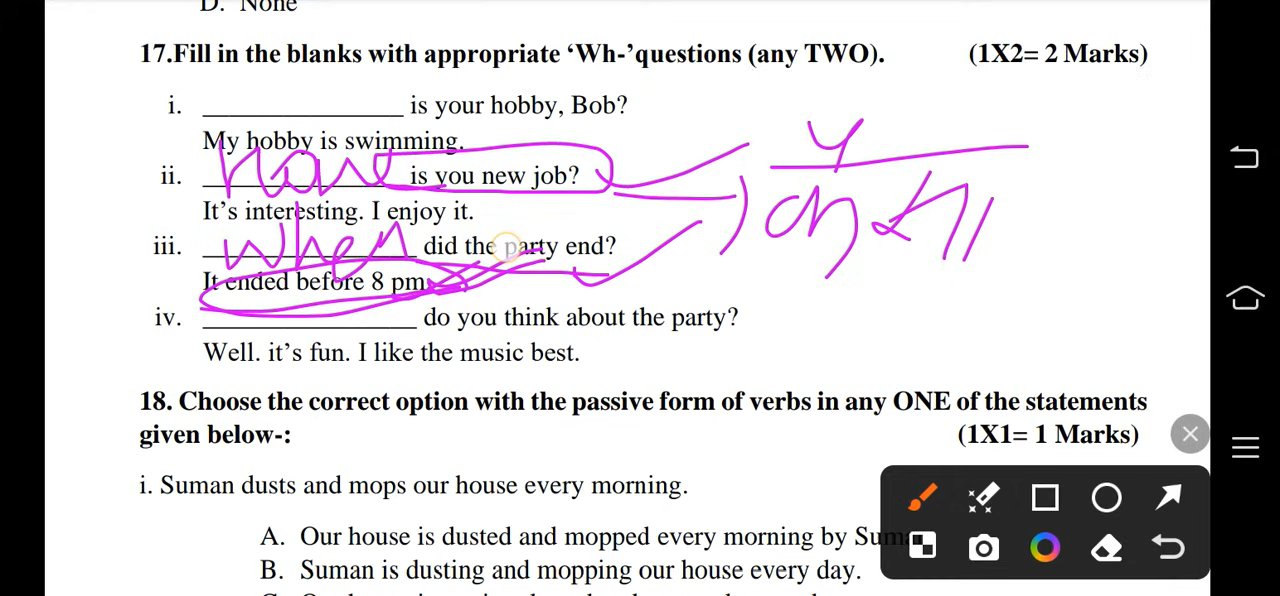 D. None
17.Fill in the blanks with appropriate ‘Wh-’questions (any TWO). (1X2= 2 Marks)
i. _______________ is your hobby, Bob?
My hobby is swimming.
ii. _______________ is you new job?
It’s interesting. I enjoy it.
iii. when did the party end?
It ended before 8 pm
iv. ________________ do you think about the party?
Well. it’s fun. I like the music best.
18. Choose the correct option with the passive form of verbs in any ONE of the statements
given below-: (1X1= 1 Marks)
i. Suman dusts and mops our house every morning.
A. Our house is dusted and mopped every morning by Suman
B. Suman is dusting and mopping our house every day.